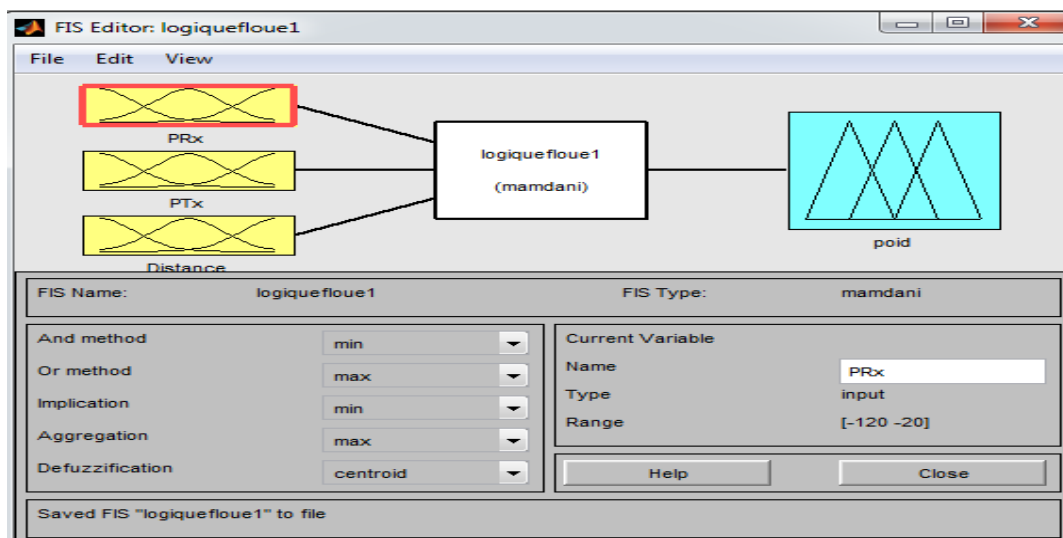 FIS Editor: logiquefloue1
File Edit View
PRx
PTx
Distance
logiquefloue1
(mamdani)
poid
FIS Name: logiquefloue1 FIS Type: mamdani
And method min
Or method max
Implication min
Aggregation max
Defuzzification centroid
Current Variable
Name PRx
Type input
Range [-120 -20]
Help Close
Saved FIS "logiquefloue1" to file